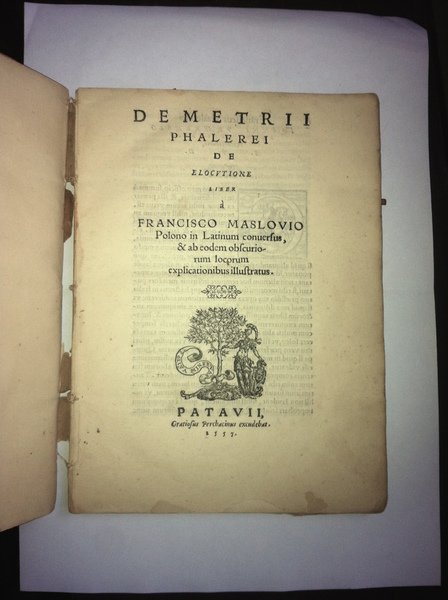 DEMETRII
PHALEREI
DE
ELOCVTIONE
LIBER
à
FRANCISCO MASLOVIO
Polono in Latinum conuersus,
& ab eodem obscurio-
rum locorum
explicationibus illustratus.
PATAVII,
Gratiosus Perchacinus excudebat.
1557.